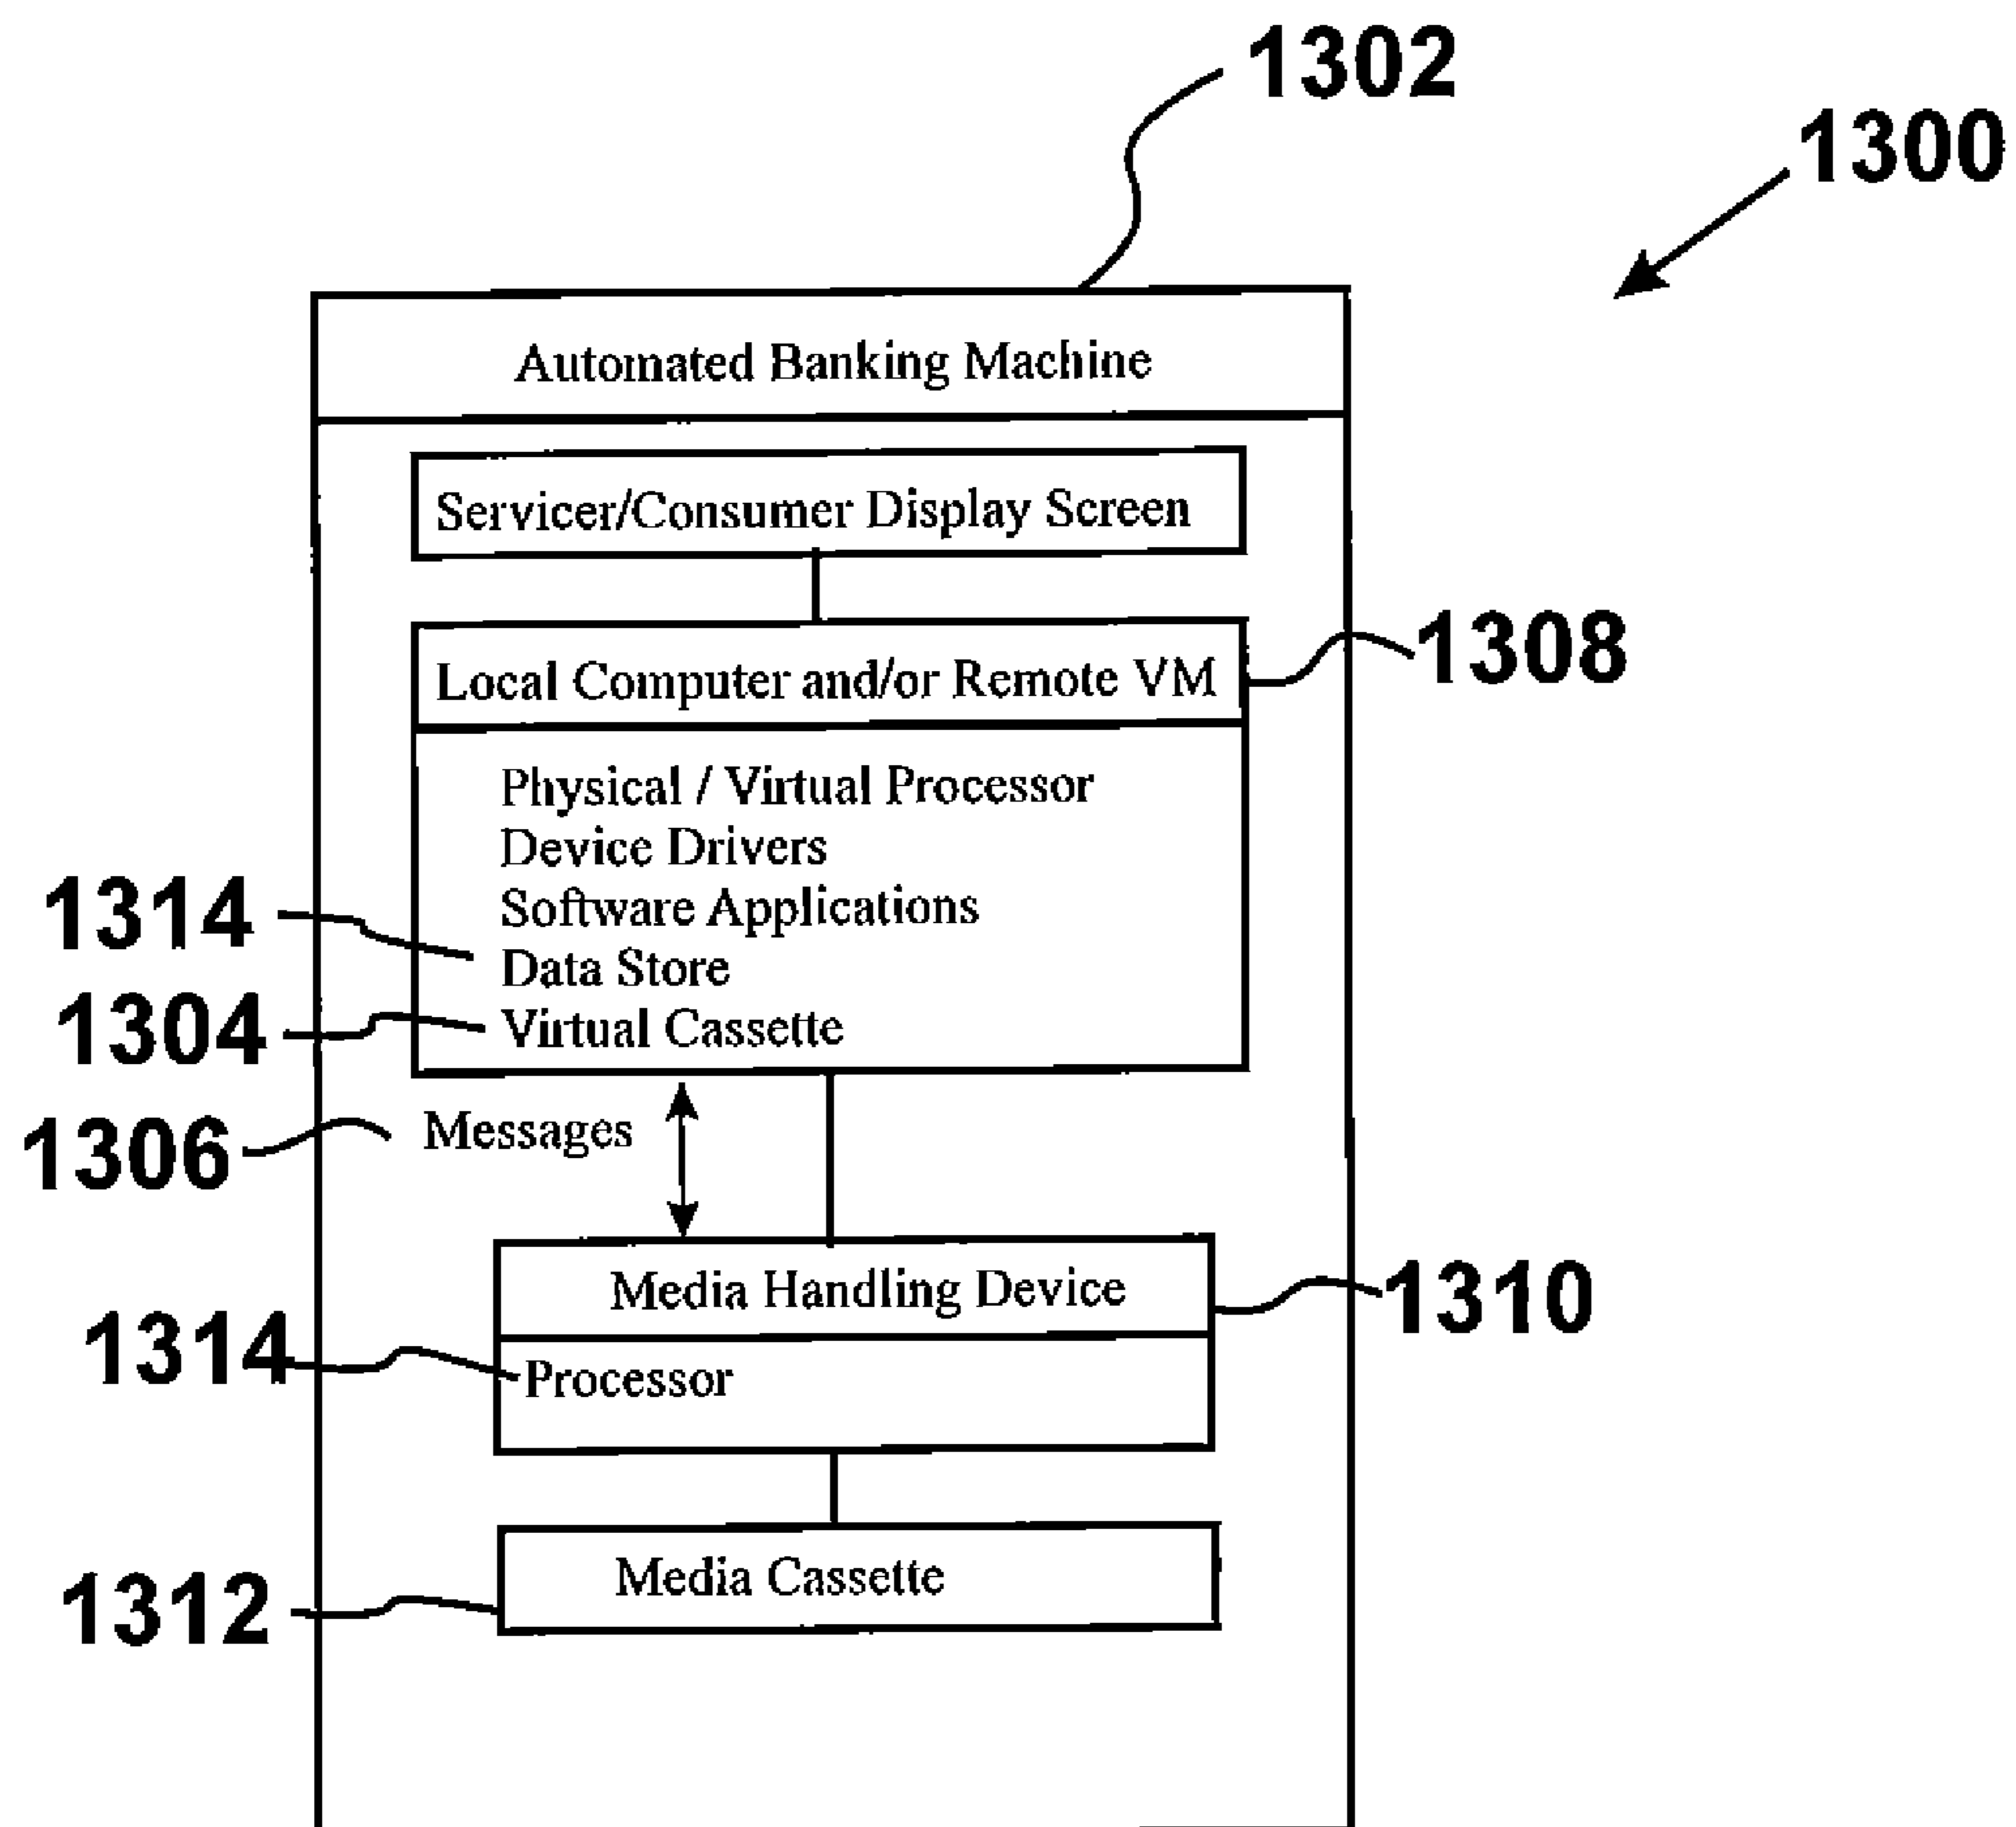 1302
1300
Automated Banking Machine
Servicer/Consumer Display Screen
1308
Local Computer and/or Remote VM
Physical / Virtual Processor
Device Drivers
Software Applications
1314
Data Store
1304
Virtual Cassette
1306
Messages
Media Handling Device
1310
1314
Processor
Media Cassette
1312